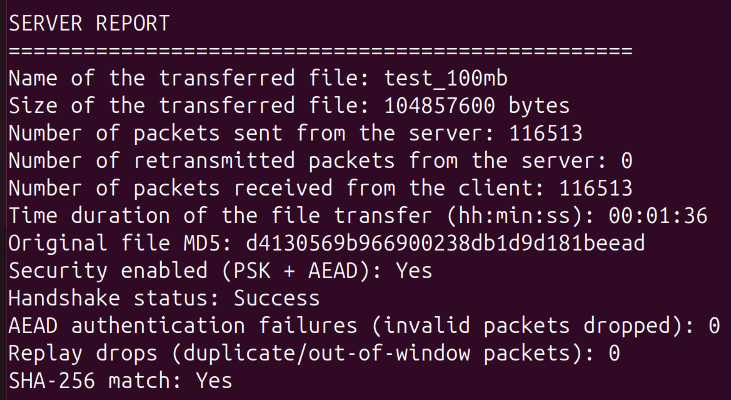 SERVER REPORT
==================================================
Name of the transferred file: test_100mb
Size of the transferred file: 104857600 bytes
Number of packets sent from the server: 116513
Number of retransmitted packets from the server: 0
Number of packets received from the client: 116513
Time duration of the file transfer (hh:min:ss): 00:01:36
Original file MD5: d4130569b966900238db1d9d181beead
Security enabled (PSK + AEAD): Yes
Handshake status: Success
AEAD authentication failures (invalid packets dropped): 0
Replay drops (duplicate/out-of-window packets): 0
SHA-256 match: Yes